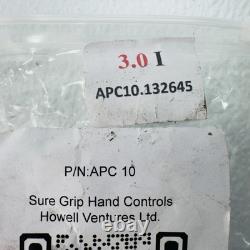 3.0 I
APC10.132645
P/N:APC 10
Sure Grip Hand Controls
Howell Ventures Ltd.